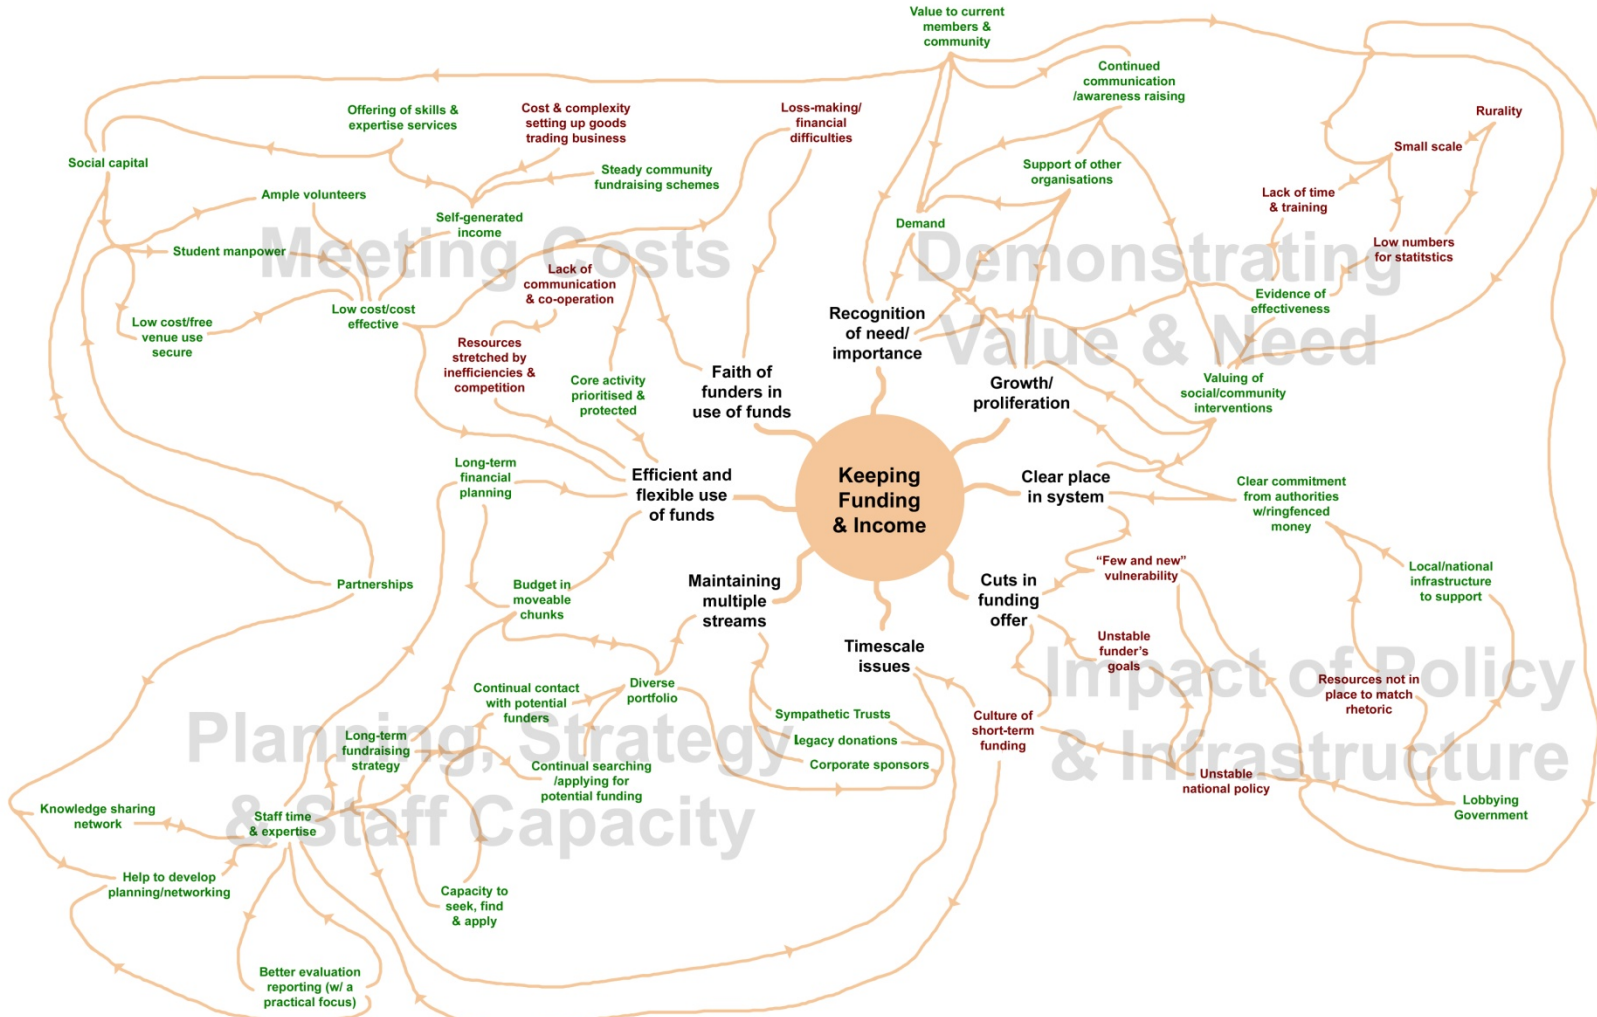 Value to current
members &
community
Continued
communication
/awareness raising
Offering of skills &
expertise services
Cost & complexity
setting up goods
trading business
Loss-making/
financial
difficulties
Rurality
Small scale
Social capital
Steady community
fundraising schemes
Support of other
organisations
Ample volunteers
Lack of time
& training
Self-generated
income
Demand
Student manpower
Meeting Costs
Demonstrating
Value & Need
Low numbers
for statitstics
Lack of
communication
& co-operation
Evidence of
effectiveness
Low cost/free
venue use
secure
Low cost/cost
effective
Recognition
of need/
importance
Resources
stretched by
inefficiencies &
competition
Core activity
prioritised &
protected
Faith of
funders in
use of funds
Growth/
proliferation
Valuing of
social/community
interventions
Long-term
financial
planning
Efficient and
flexible use
of funds
Keeping
Funding
& Income
Clear place
in system
Clear commitment
from authorities
w/ringfenced
money
Partnerships
Budget in
moveable
chunks
Maintaining
multiple
streams
Cuts in
funding
offer
“Few and new”
vulnerability
Local/national
infrastructure
to support
Timescale
issues
Unstable
funder’s
goals
Impact of Policy
& Infrastructure
Resources not in
place to match
rhetoric
Continual contact
with potential
funders
Diverse
portfolio
Planning, Strategy
& Staff Capacity
Long-term
fundraising
strategy
Sympathetic Trusts
Legacy donations
Corporate sponsors
Culture of
short-term
funding
Continual searching
/applying for
potential funding
Unstable
national policy
Lobbying
Government
Knowledge sharing
network
Staff time
& expertise
Help to develop
planning/networking
Capacity to
seek, find
& apply
Better evaluation
reporting (w/ a
practical focus)